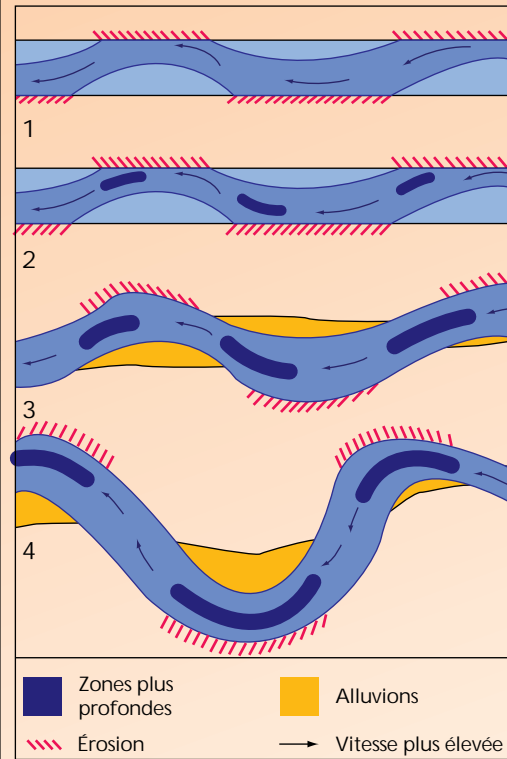 1
2
3
4
Zones plus
profondes
Alluvions
Érosion
Vitesse plus élevée